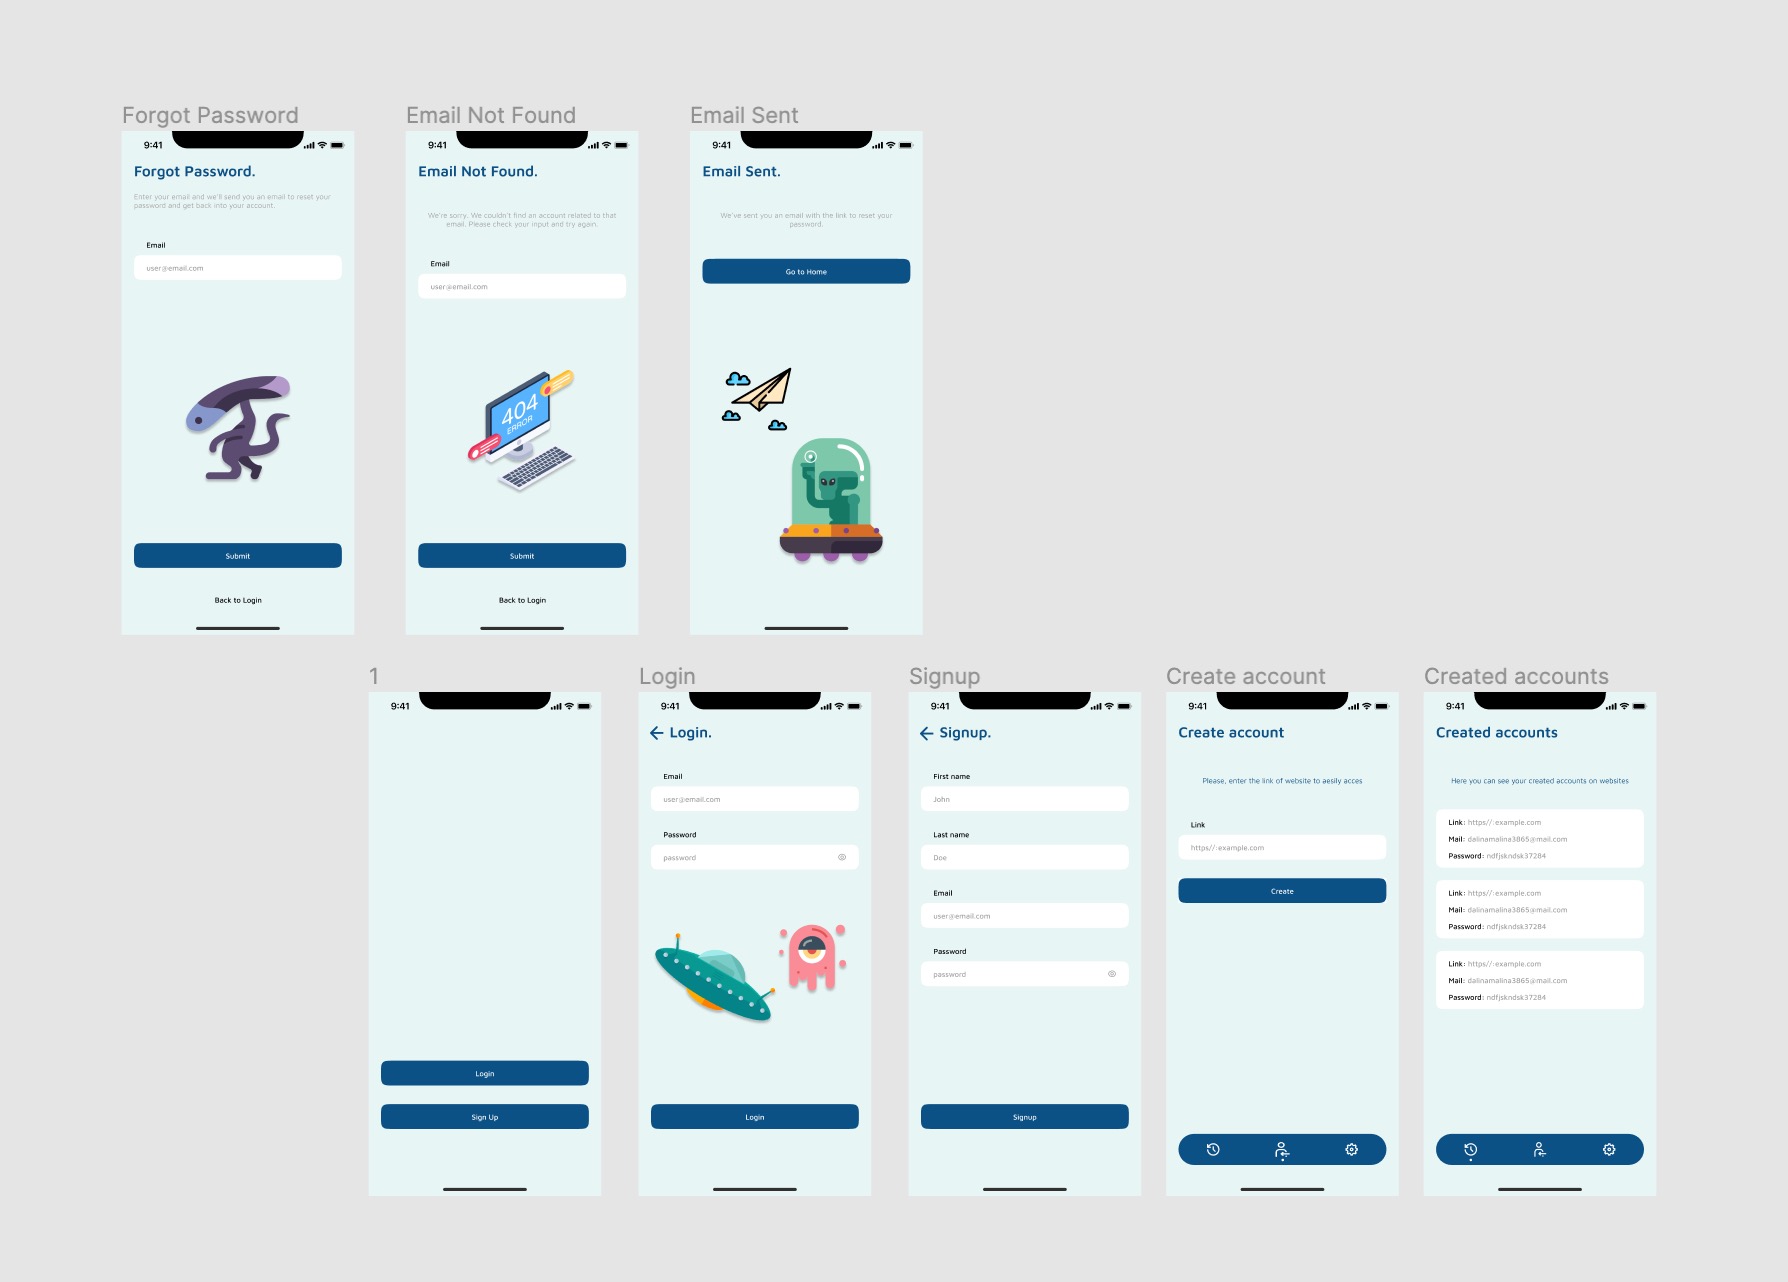 Forgot Password
9:41
Forgot Password.
Enter your email and we'll send you an email to reset your
password and get back into your account.
Email
user@email.com
Submit
Back to Login
Email Not Found
9:41
Email Not Found.
We're sorry. We couldn't find an account related to that
email. Please check your input and try again.
Email
user@email.com
404
ERROR
Submit
Back to Login
Email Sent
9:41
Email Sent.
We've sent you an email with the link to reset your
password.
Go to Home
1
9:41
Login
Sign Up
Login
9:41
Login.
Email
user@email.com
Password
password
Login
Signup
9:41
Signup.
First name
John
Last name
Doe
Email
user@email.com
Password
password
Signup
Create account
9:41
Create account
Please, enter the link of website to aesily acces
Link
https//:example.com
Create
Created accounts
9:41
Created accounts
Here you can see your created accounts on websites
Link: https//:example.com
Mail: dalinamalina3865@mail.com
Password: ndfjskndsk37284
Link: https//:example.com
Mail: dalinamalina3865@mail.com
Password: ndfjskndsk37284
Link: https//:example.com
Mail: dalinamalina3865@mail.com
Password: ndfjskndsk37284